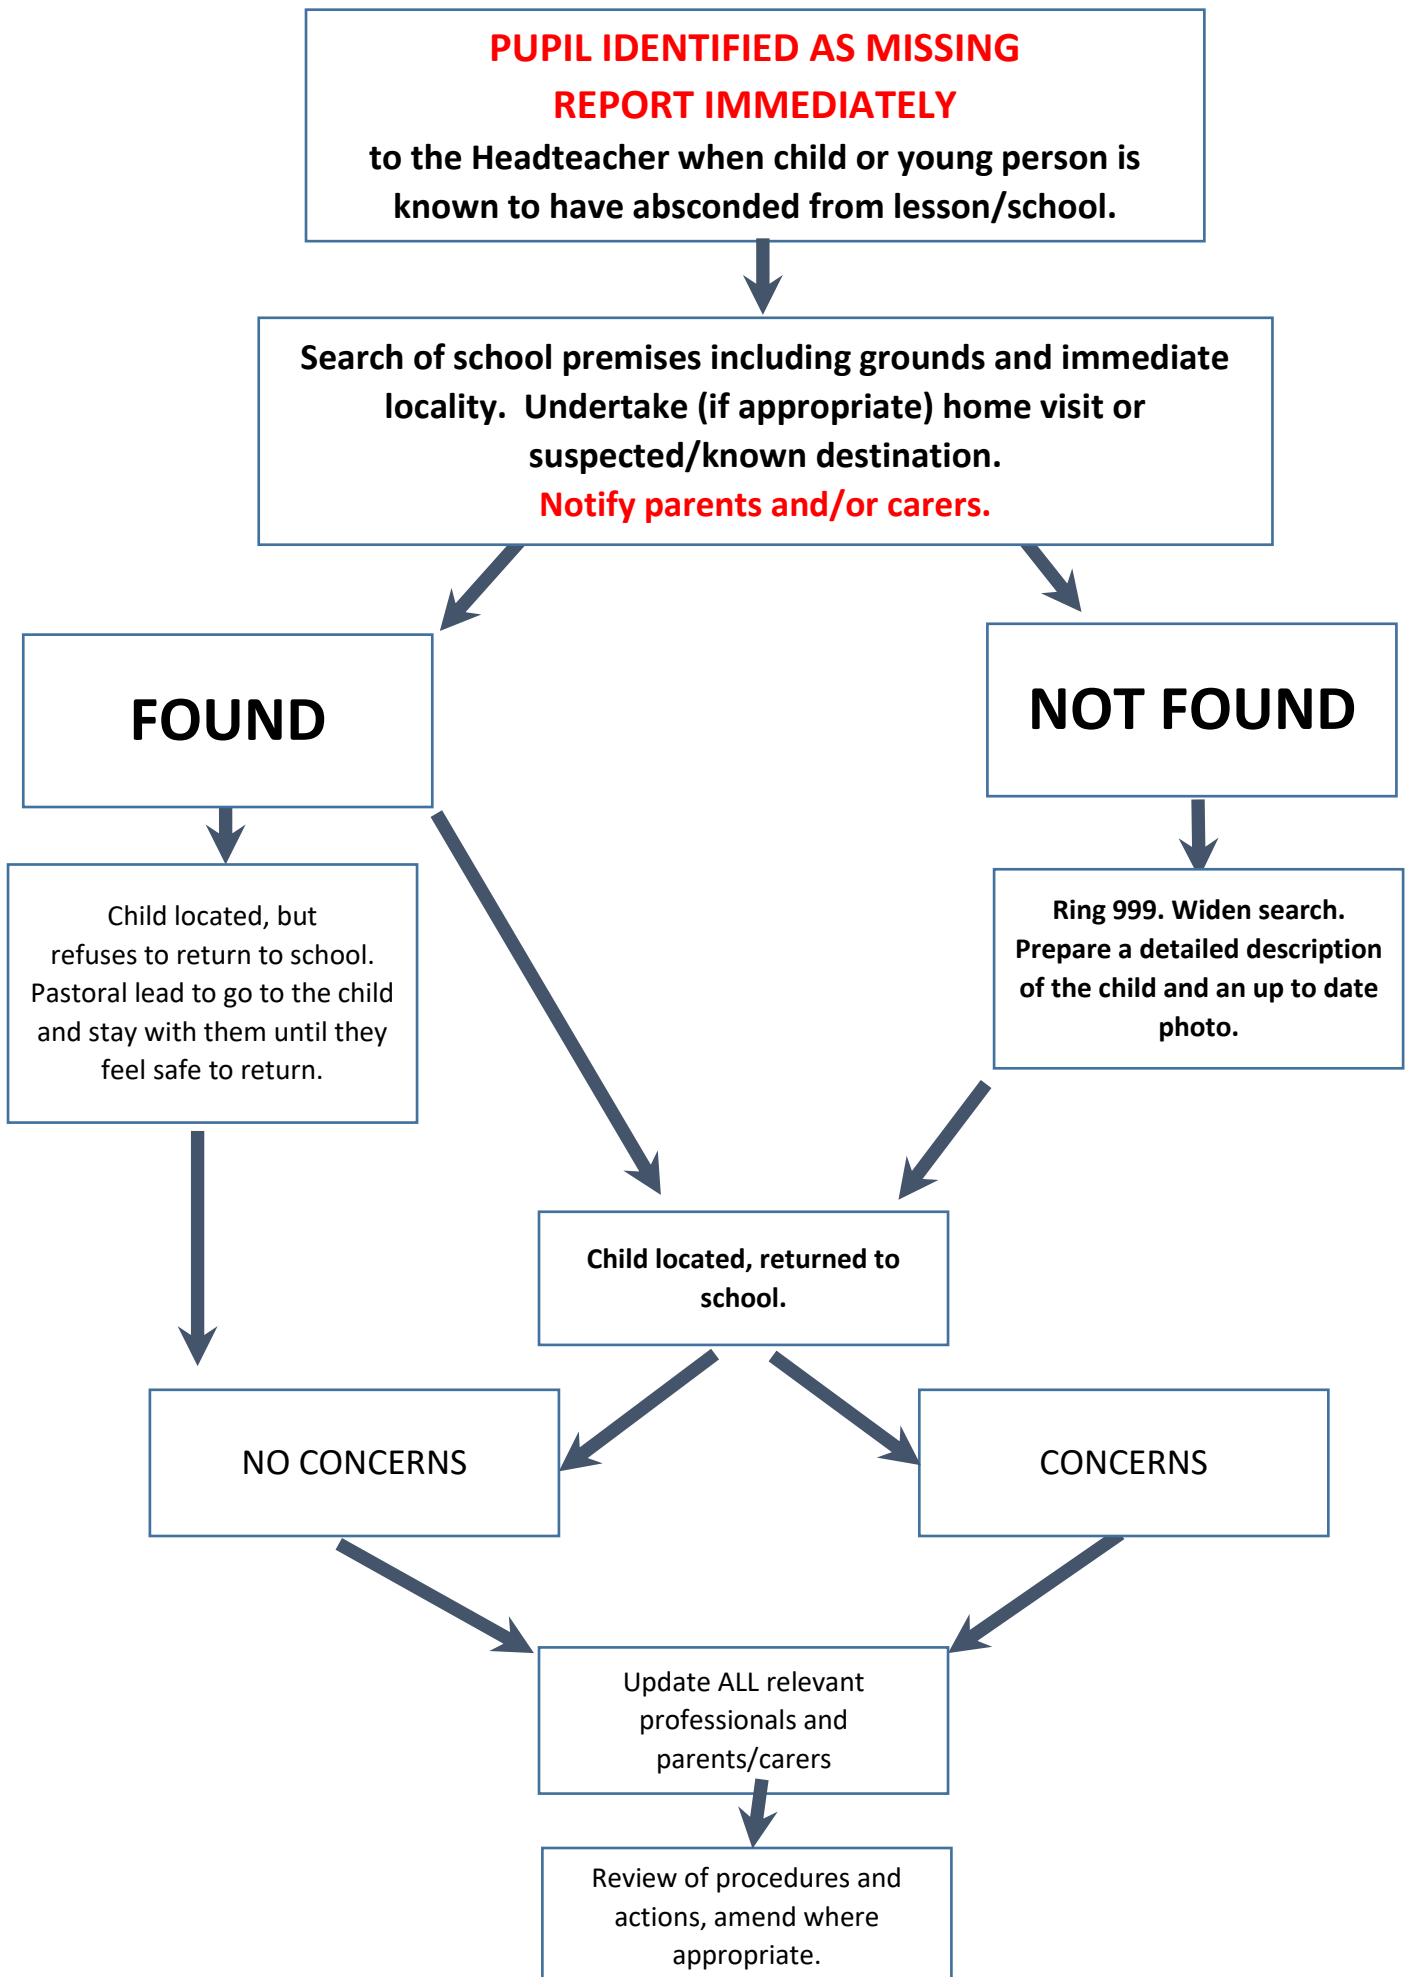 PUPIL IDENTIFIED AS MISSING
REPORT IMMEDIATELY
to the Headteacher when child or young person is
known to have absconded from lesson/school.
Search of school premises including grounds and immediate
locality.  Undertake (if appropriate) home visit or
suspected/known destination.
Notify parents and/or carers.
FOUND
NOT FOUND
Child located, but
refuses to return to school.
Pastoral lead to go to the child
and stay with them until they
feel safe to return.
Ring 999. Widen search.
Prepare a detailed description
of the child and an up to date
photo.
Child located, returned to
school.
NO CONCERNS
CONCERNS
Update ALL relevant
professionals and
parents/carers
Review of procedures and
actions, amend where
appropriate.